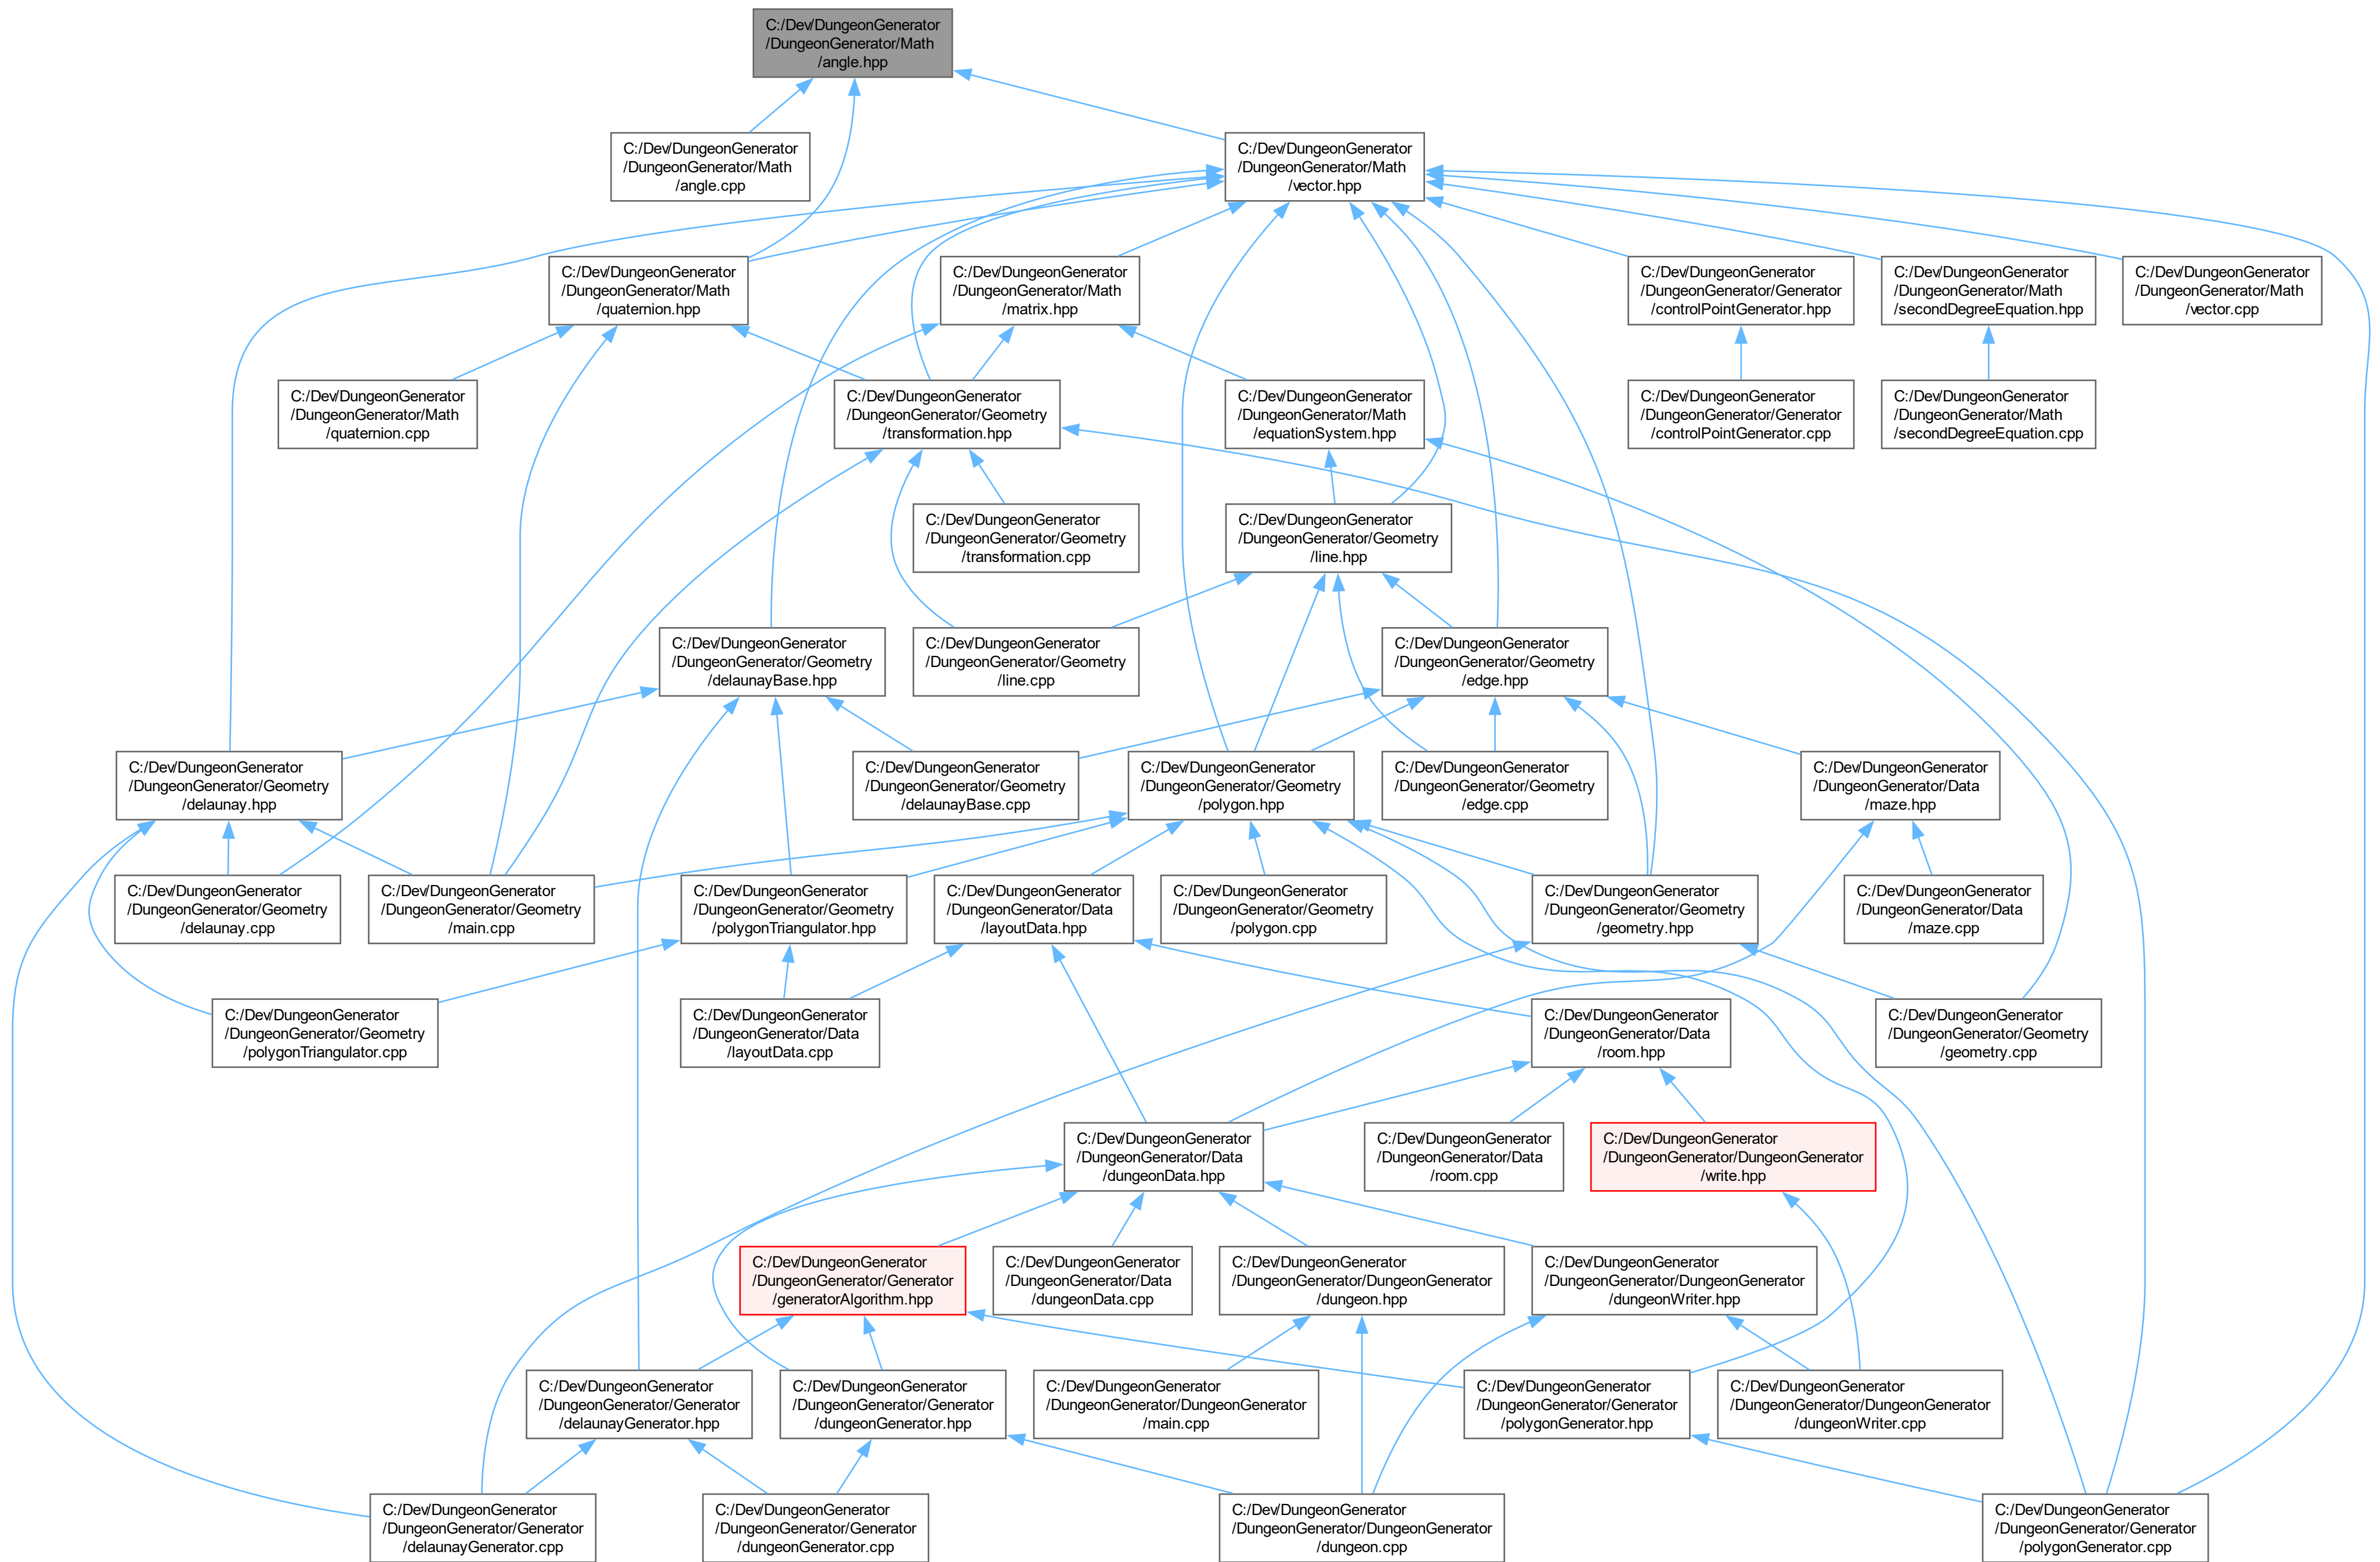 C:/Dev/DungeonGenerator
/DungeonGenerator/Math
/angle.hpp
C:/Dev/DungeonGenerator
/DungeonGenerator/Math
/angle.cpp
C:/Dev/DungeonGenerator
/DungeonGenerator/Math
/vector.hpp
C:/Dev/DungeonGenerator
/DungeonGenerator/Math
/quaternion.hpp
C:/Dev/DungeonGenerator
/DungeonGenerator/Math
/matrix.hpp
C:/Dev/DungeonGenerator
/DungeonGenerator/Generator
/controlPointGenerator.hpp
C:/Dev/DungeonGenerator
/DungeonGenerator/Math
/secondDegreeEquation.hpp
C:/Dev/DungeonGenerator
/DungeonGenerator/Math
/vector.cpp
C:/Dev/DungeonGenerator
/DungeonGenerator/Math
/quaternion.cpp
C:/Dev/DungeonGenerator
/DungeonGenerator/Geometry
/transformation.hpp
C:/Dev/DungeonGenerator
/DungeonGenerator/Math
/equationSystem.hpp
C:/Dev/DungeonGenerator
/DungeonGenerator/Generator
/controlPointGenerator.cpp
C:/Dev/DungeonGenerator
/DungeonGenerator/Math
/secondDegreeEquation.cpp
C:/Dev/DungeonGenerator
/DungeonGenerator/Geometry
/transformation.cpp
C:/Dev/DungeonGenerator
/DungeonGenerator/Geometry
/line.hpp
C:/Dev/DungeonGenerator
/DungeonGenerator/Geometry
/delaunayBase.hpp
C:/Dev/DungeonGenerator
/DungeonGenerator/Geometry
/line.cpp
C:/Dev/DungeonGenerator
/DungeonGenerator/Geometry
/edge.hpp
C:/Dev/DungeonGenerator
/DungeonGenerator/Geometry
/delaunay.hpp
C:/Dev/DungeonGenerator
/DungeonGenerator/Geometry
/delaunayBase.cpp
C:/Dev/DungeonGenerator
/DungeonGenerator/Geometry
/polygon.hpp
C:/Dev/DungeonGenerator
/DungeonGenerator/Geometry
/edge.cpp
C:/Dev/DungeonGenerator
/DungeonGenerator/Data
/maze.hpp
C:/Dev/DungeonGenerator
/DungeonGenerator/Geometry
/delaunay.cpp
C:/Dev/DungeonGenerator
/DungeonGenerator/Geometry
/main.cpp
C:/Dev/DungeonGenerator
/DungeonGenerator/Geometry
/polygonTriangulator.hpp
C:/Dev/DungeonGenerator
/DungeonGenerator/Data
/layoutData.hpp
C:/Dev/DungeonGenerator
/DungeonGenerator/Geometry
/polygon.cpp
C:/Dev/DungeonGenerator
/DungeonGenerator/Geometry
/geometry.hpp
C:/Dev/DungeonGenerator
/DungeonGenerator/Data
/maze.cpp
C:/Dev/DungeonGenerator
/DungeonGenerator/Geometry
/polygonTriangulator.cpp
C:/Dev/DungeonGenerator
/DungeonGenerator/Data
/layoutData.cpp
C:/Dev/DungeonGenerator
/DungeonGenerator/Data
/room.hpp
C:/Dev/DungeonGenerator
/DungeonGenerator/Geometry
/geometry.cpp
C:/Dev/DungeonGenerator
/DungeonGenerator/Data
/dungeonData.hpp
C:/Dev/DungeonGenerator
/DungeonGenerator/Data
/room.cpp
C:/Dev/DungeonGenerator
/DungeonGenerator/DungeonGenerator
/write.hpp
C:/Dev/DungeonGenerator
/DungeonGenerator/Generator
/generatorAlgorithm.hpp
C:/Dev/DungeonGenerator
/DungeonGenerator/Data
/dungeonData.cpp
C:/Dev/DungeonGenerator
/DungeonGenerator/DungeonGenerator
/dungeon.hpp
C:/Dev/DungeonGenerator
/DungeonGenerator/DungeonGenerator
/dungeonWriter.hpp
C:/Dev/DungeonGenerator
/DungeonGenerator/Generator
/delaunayGenerator.hpp
C:/Dev/DungeonGenerator
/DungeonGenerator/Generator
/dungeonGenerator.hpp
C:/Dev/DungeonGenerator
/DungeonGenerator/DungeonGenerator
/main.cpp
C:/Dev/DungeonGenerator
/DungeonGenerator/Generator
/polygonGenerator.hpp
C:/Dev/DungeonGenerator
/DungeonGenerator/DungeonGenerator
/dungeonWriter.cpp
C:/Dev/DungeonGenerator
/DungeonGenerator/Generator
/delaunayGenerator.cpp
C:/Dev/DungeonGenerator
/DungeonGenerator/Generator
/dungeonGenerator.cpp
C:/Dev/DungeonGenerator
/DungeonGenerator/DungeonGenerator
/dungeon.cpp
C:/Dev/DungeonGenerator
/DungeonGenerator/Generator
/polygonGenerator.cpp